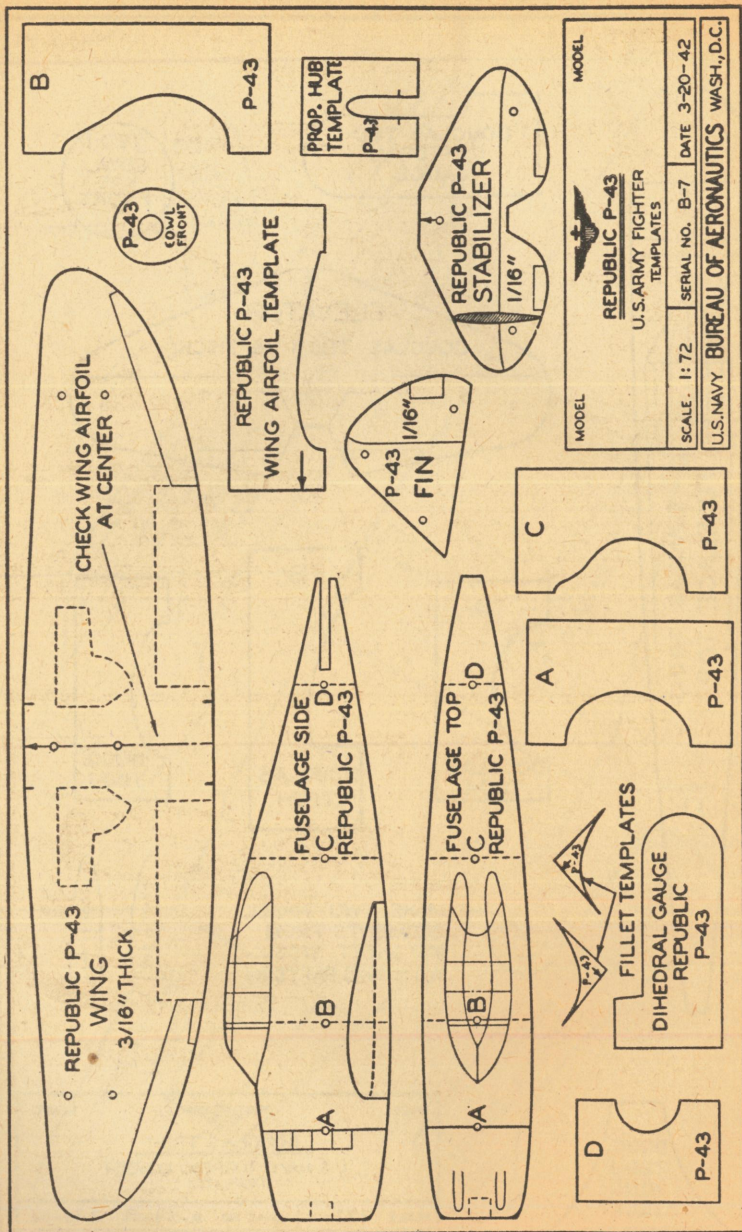 REPUBLIC P-43
WING
3/16" THICK
CHECK WING AIRFOIL
AT CENTER
P-43
COWL
FRONT
B
P-43
FUSELAGE SIDE
REPUBLIC P-43
A
B
C
D
REPUBLIC P-43
WING AIRFOIL TEMPLATE
PROP. HUB
TEMPLATE
P-43
FUSELAGE TOP
REPUBLIC P-43
A
B
C
D
P-43
FIN
1/16"
REPUBLIC P-43
STABILIZER
1/16"
D
P-43
P-43
P-43
FILLET TEMPLATES
DIHEDRAL GAUGE
REPUBLIC
P-43
A
P-43
C
P-43
MODEL
MODEL
REPUBLIC P-43
U.S. ARMY FIGHTER
TEMPLATES
SCALE. 1:72
SERIAL NO. B-7
DATE 3-20-42
U.S. NAVY BUREAU OF AERONAUTICS WASH., D.C.